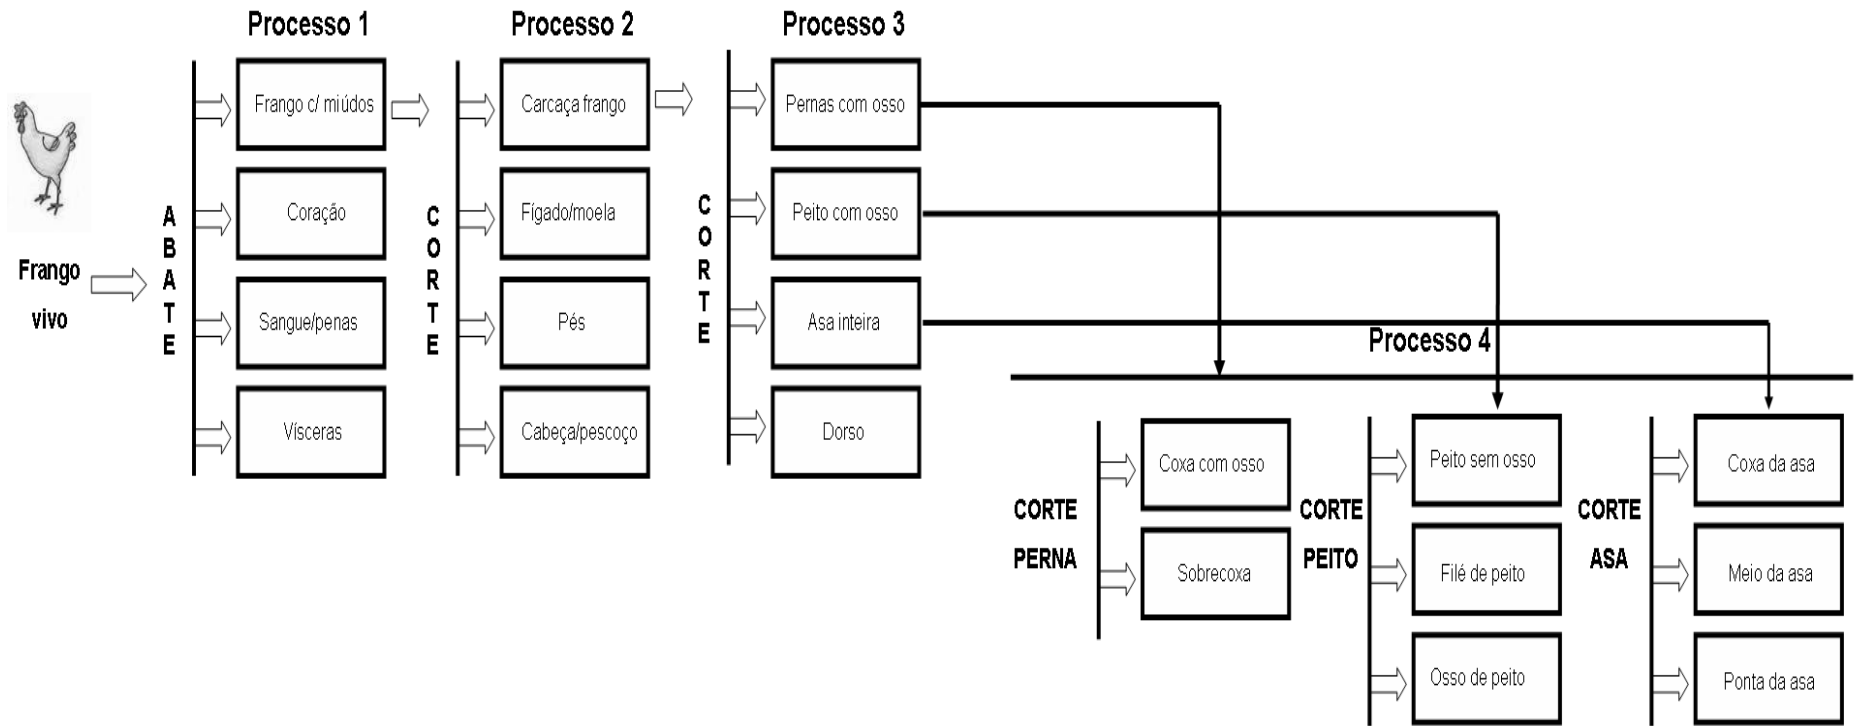 Processo 1
Processo 2
Processo 3
Frango vivo
ABATE
Frango c/ miúdos
Coração
Sangue/penas
Vísceras
CORTE
Carcaça frango
Fígado/moela
Pés
Cabeça/pescoço
CORTE
Pernas com osso
Peito com osso
Asa inteira
Dorso
Processo 4
CORTE
PERNA
Coxa com osso
Sobrecoxa
CORTE
PEITO
Peito sem osso
Filé de peito
Osso de peito
CORTE
ASA
Coxa da asa
Meio da asa
Ponta da asa